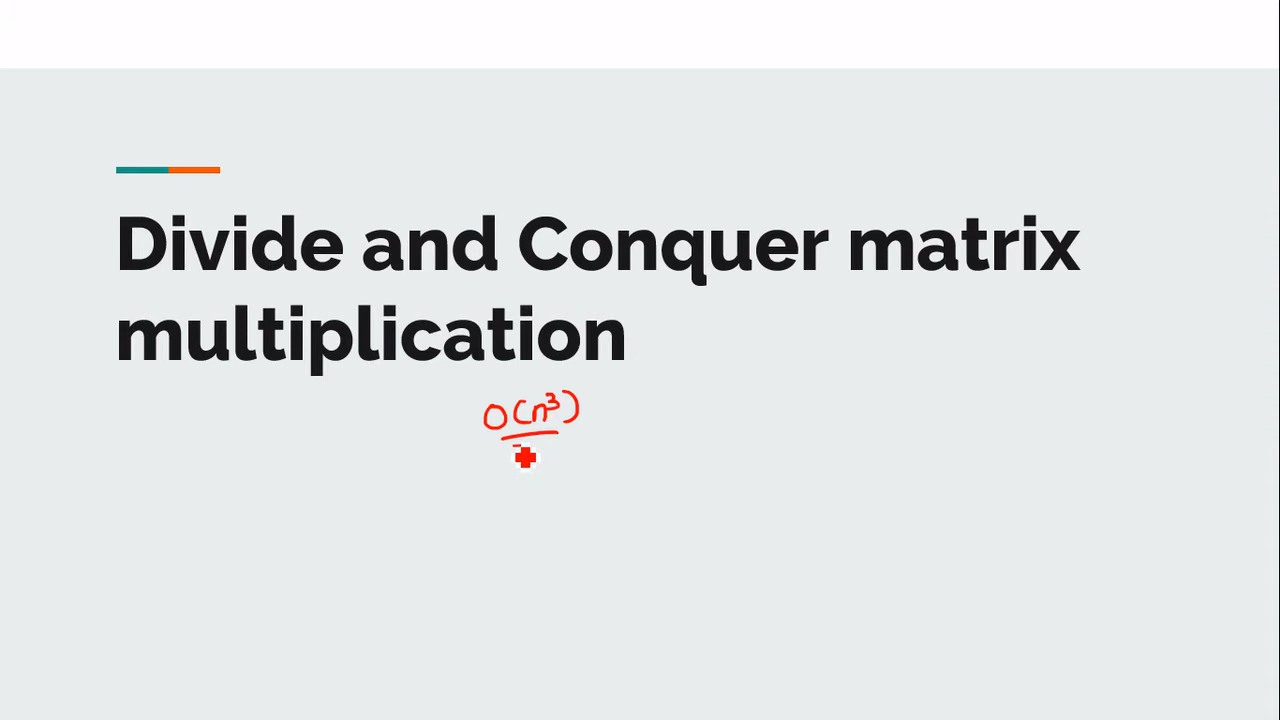 Divide and Conquer matrix
multiplication
O(n³)